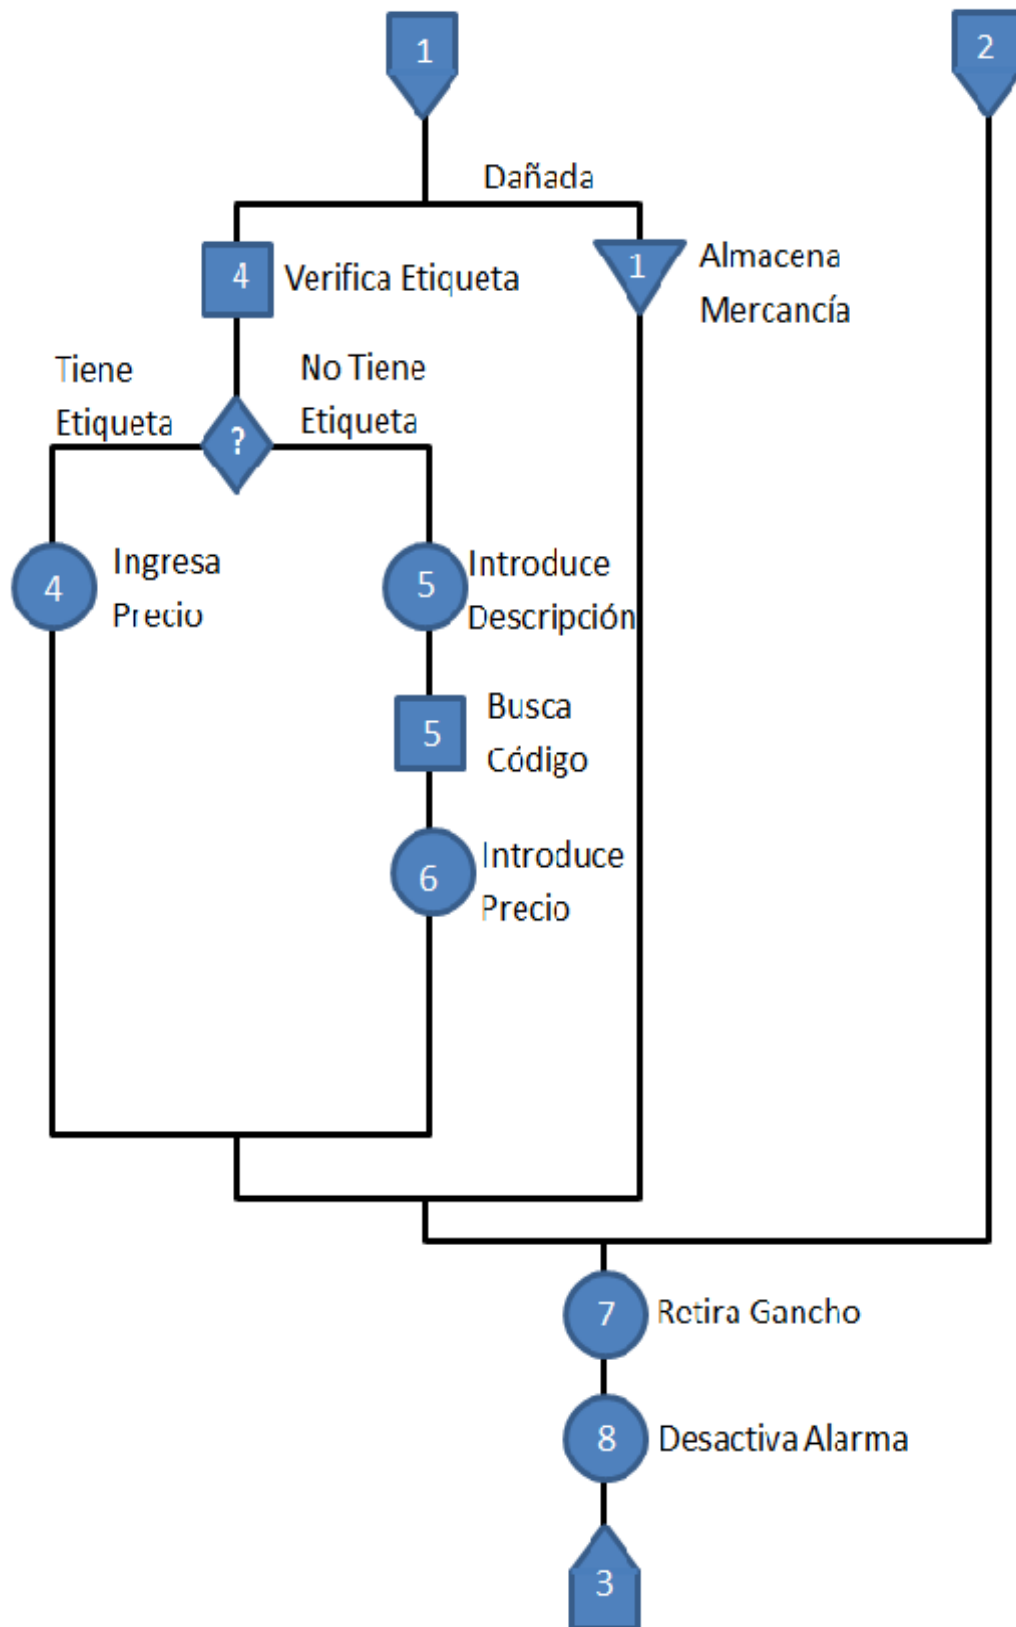 1
2
Dañada
4 Verifica Etiqueta
1 Almacena
Mercancía
Tiene
Etiqueta
No Tiene
Etiqueta
?
4 Ingresa
Precio
5 Introduce
Descripción
5 Busca
Código
6 Introduce
Precio
7 Retira Gancho
8 Desactiva Alarma
3